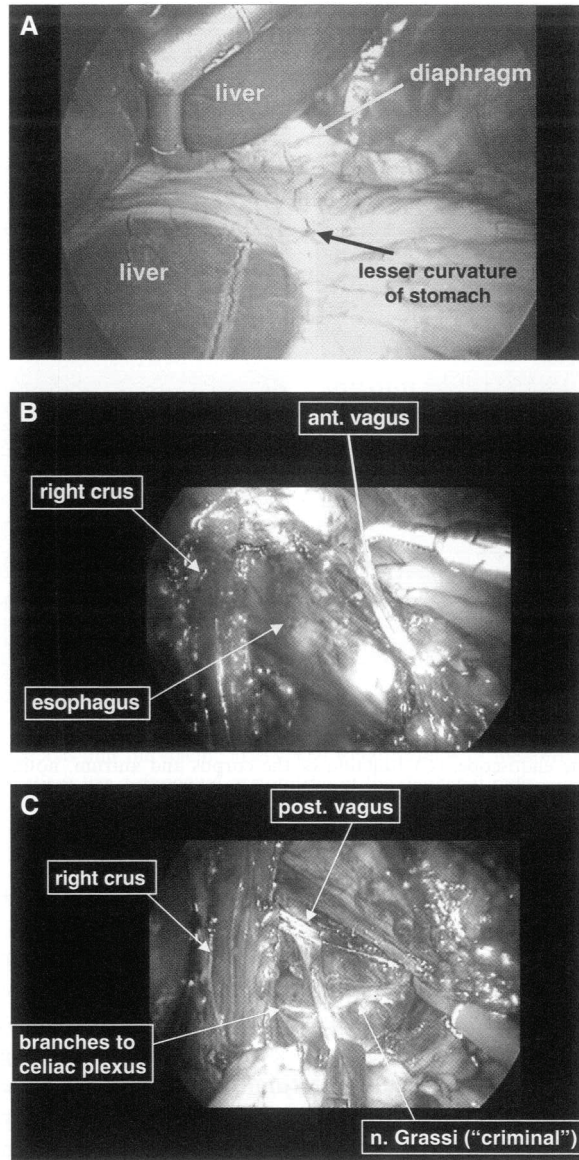 A
liver
diaphragm
liver
lesser curvature
of stomach
B
ant. vagus
right crus
esophagus
C
post. vagus
right crus
branches to
celiac plexus
n. Grassi ("criminal")